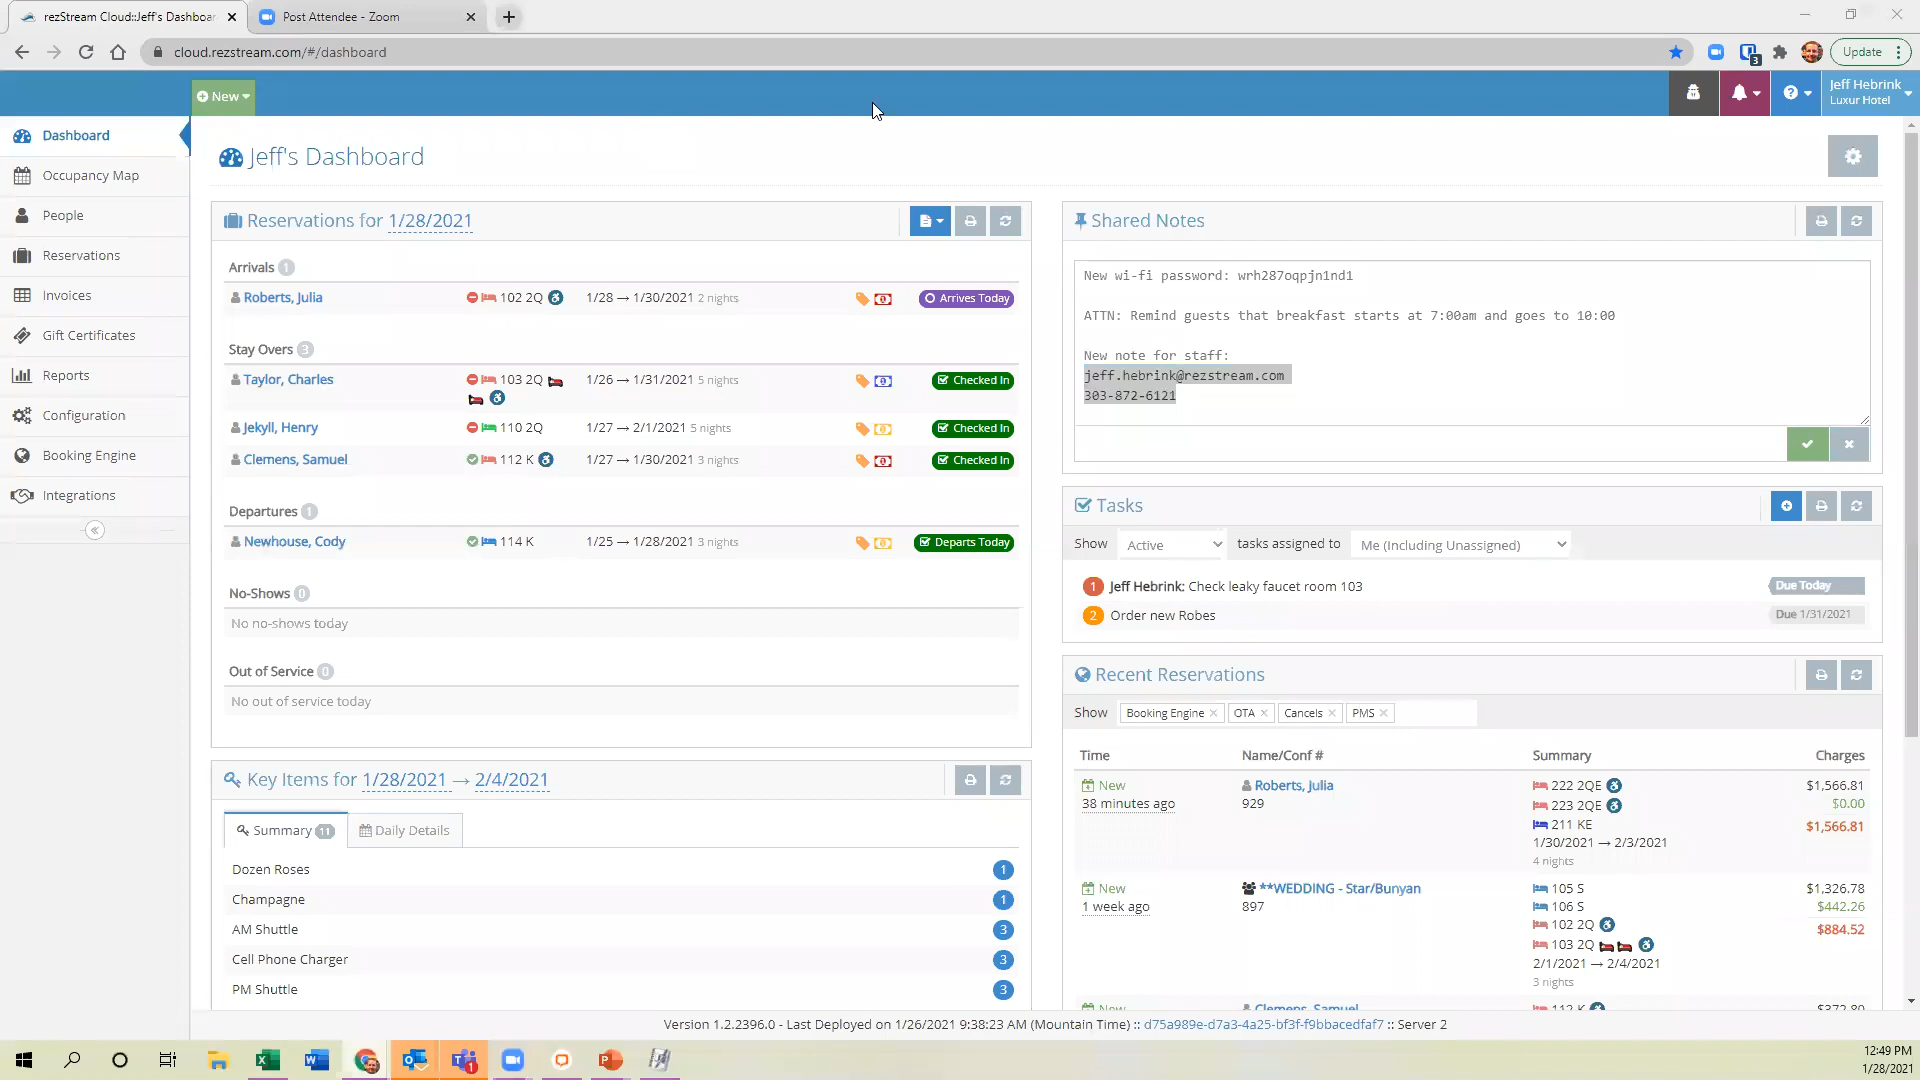 rezStream Cloud::Jeff's Dashboar
Post Attendee - Zoom
cloud.rezstream.com/#/dashboard
3
Update
New
?
Jeff Hebrink
Luxur Hotel
Dashboard
Occupancy Map
People
Reservations
Invoices
Gift Certificates
Reports
Configuration
Booking Engine
Integrations
Jeff's Dashboard
Reservations for 1/28/2021
Arrivals 1
Roberts, Julia 102 2Q 1/28 → 1/30/2021 2 nights Arrives Today
Stay Overs 3
Taylor, Charles 103 2Q 1/26 → 1/31/2021 5 nights Checked In
Jekyll, Henry 110 2Q 1/27 → 2/1/2021 5 nights Checked In
Clemens, Samuel 112 K 1/27 → 1/30/2021 3 nights Checked In
Departures 1
Newhouse, Cody 114 K 1/25 → 1/28/2021 3 nights Departs Today
No-Shows 0
No no-shows today
Out of Service 0
No out of service today
Key Items for 1/28/2021 → 2/4/2021
Summary 11 Daily Details
Dozen Roses 1
Champagne 1
AM Shuttle 3
Cell Phone Charger 3
PM Shuttle 3
Shared Notes
New wi-fi password: wrh287oqpjn1nd1
ATTN: Remind guests that breakfast starts at 7:00am and goes to 10:00
New note for staff:
jeff.hebrink@rezstream.com
303-872-6121
Tasks
Show Active tasks assigned to Me (Including Unassigned)
1 Jeff Hebrink: Check leaky faucet room 103 Due Today
2 Order new Robes Due 1/31/2021
Recent Reservations
Show Booking Engine × OTA × Cancels × PMS ×
Time Name/Conf # Summary Charges
New Roberts, Julia 222 2QE $1,566.81
38 minutes ago 929 223 2QE $0.00
211 KE $1,566.81
1/30/2021 → 2/3/2021
4 nights
New **WEDDING - Star/Bunyan 105 S $1,326.78
1 week ago 897 106 S $442.26
102 2Q $884.52
103 2Q
2/1/2021 → 2/4/2021
3 nights
New Clemens, Samuel 112 K $372.80
Version 1.2.2396.0 - Last Deployed on 1/26/2021 9:38:23 AM (Mountain Time) :: d75a989e-d7a3-4a25-bf3f-f9bbacedfaf7 :: Server 2
1
12:49 PM
1/28/2021